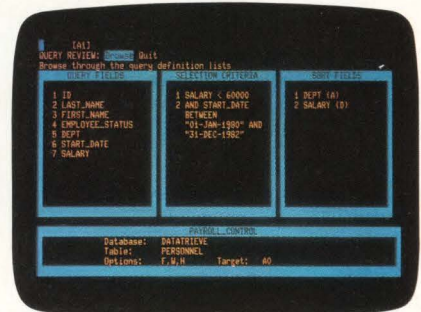 [A1]
QUERY REVIEW: Browse Quit
Browse through the query definition lists
QUERY FIELDS
1 ID
2 LAST_NAME
3 FIRST_NAME
4 EMPLOYEE_STATUS
5 DEPT
6 START_DATE
7 SALARY
SELECTION CRITERIA
1 SALARY < 60000
2 AND START_DATE
BETWEEN
"01-JAN-1980" AND
"31-DEC-1982"
SORT FIELDS
1 DEPT (A)
2 SALARY (D)
PAYROLL_CONTROL
Database: DATATRIEVE
Table: PERSONNEL
Options: F,W,H Target: A0